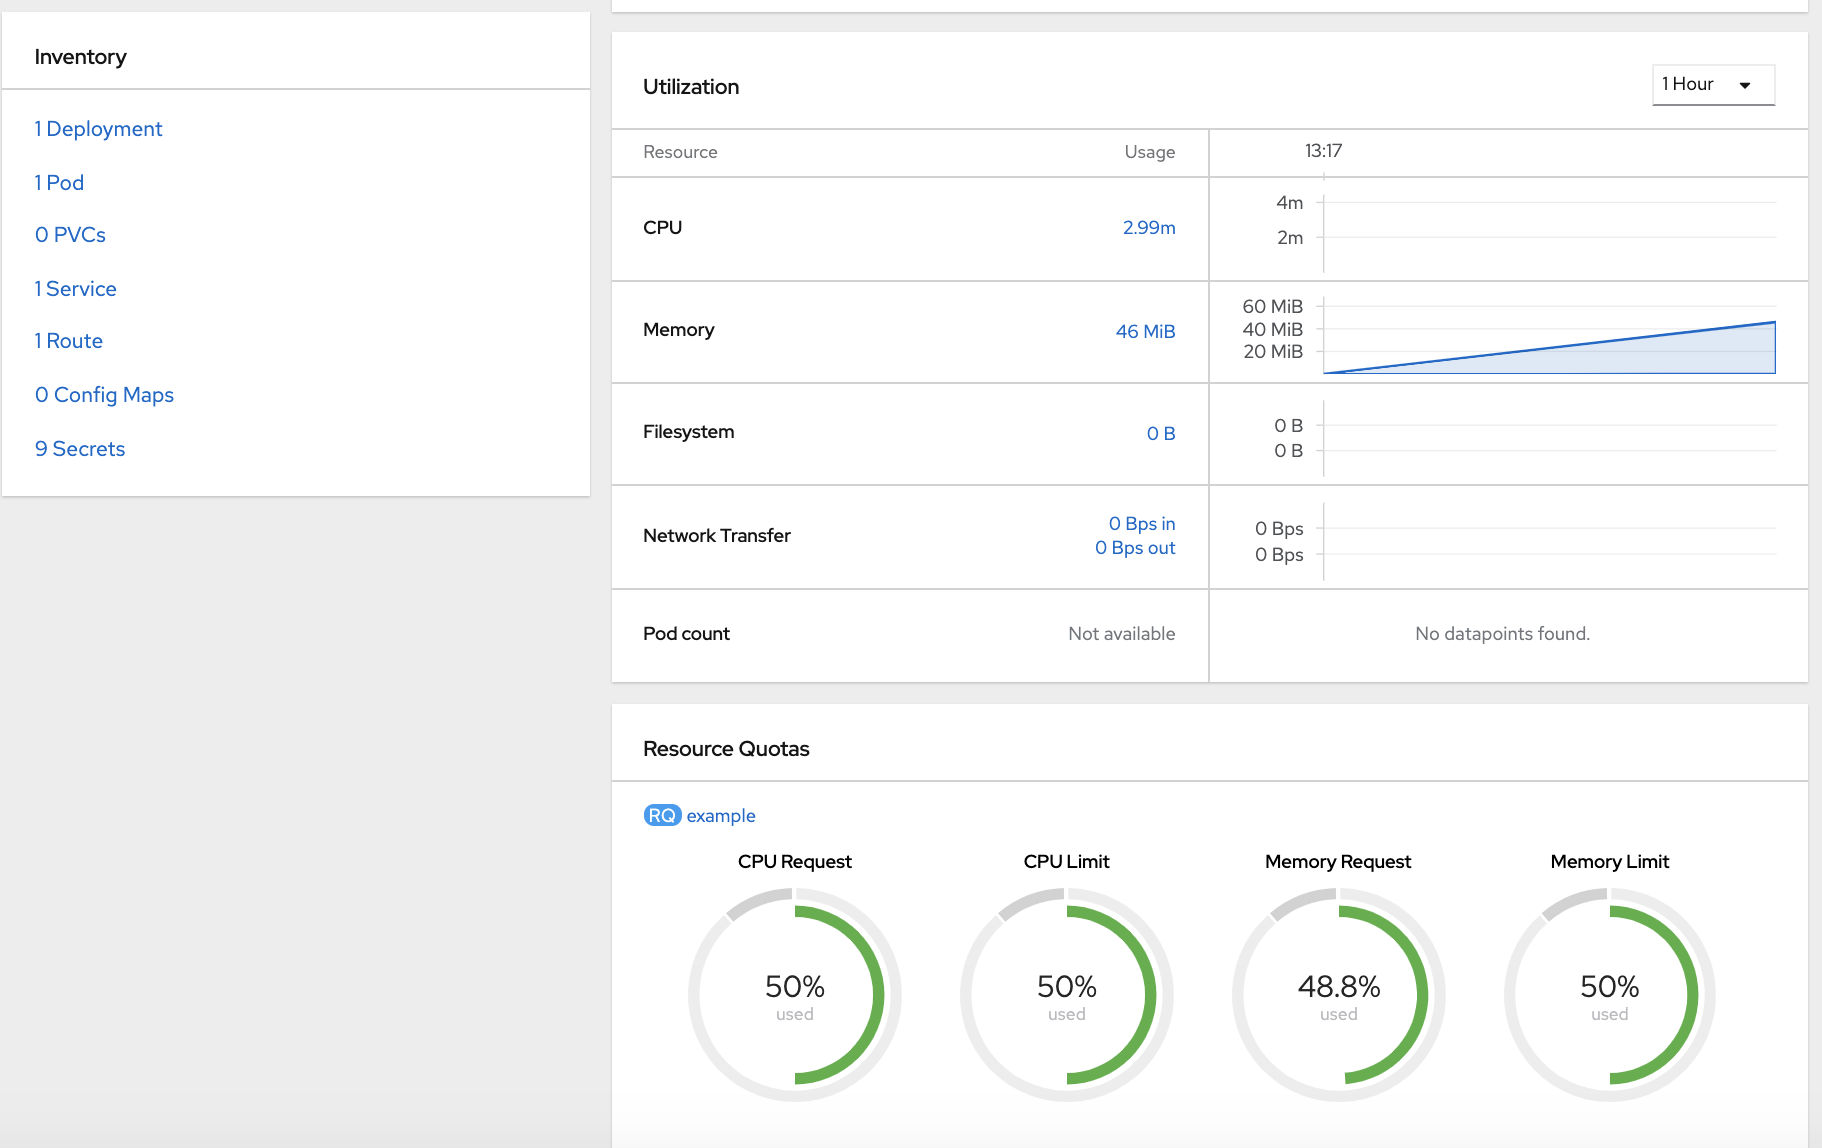 Inventory
1 Deployment
1 Pod
0 PVCs
1 Service
1 Route
0 Config Maps
9 Secrets
Utilization
1 Hour
Resource Usage 13:17
CPU 2.99m
4m
2m
Memory 46 MiB
60 MiB
40 MiB
20 MiB
Filesystem 0 B
0 B
0 B
Network Transfer
0 Bps in
0 Bps out
0 Bps
0 Bps
Pod count Not available No datapoints found.
Resource Quotas
RQ example
CPU Request CPU Limit Memory Request Memory Limit
50% 50% 48.8% 50%
used used used used